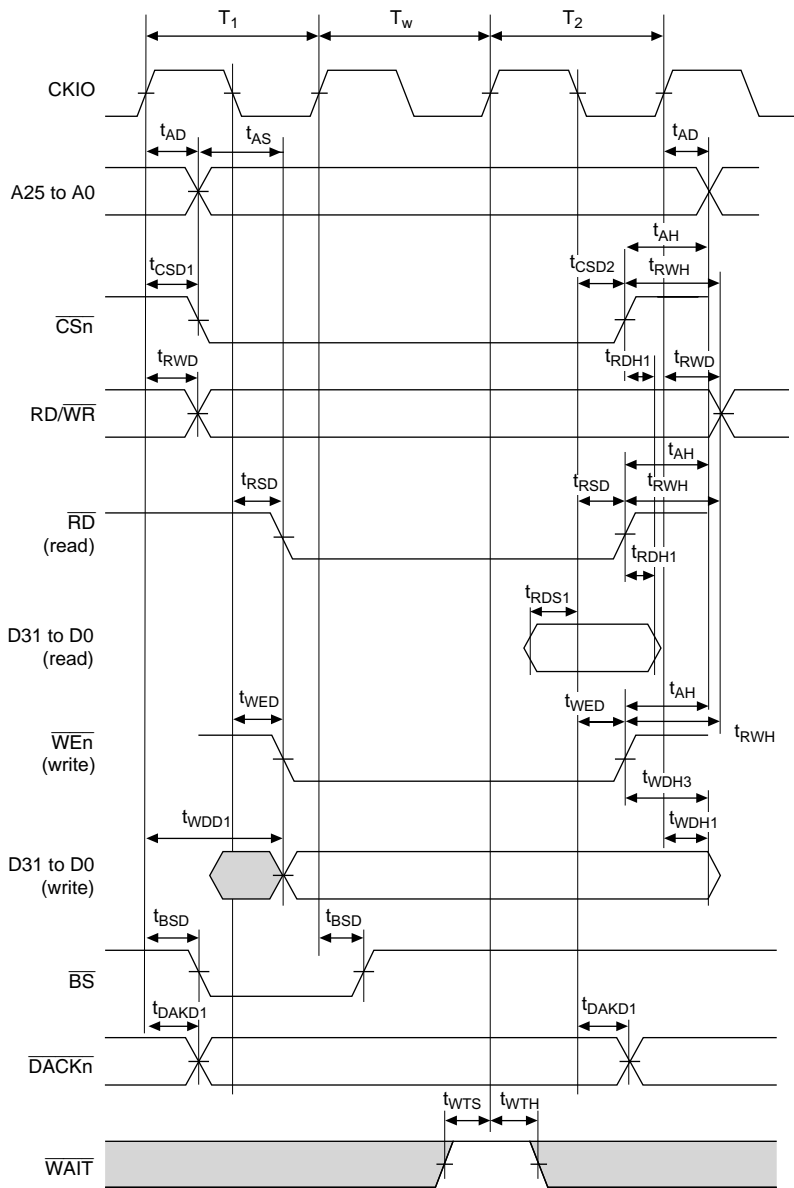 T1 Tw T2
CKIO
tAD tAS tAD
A25 to A0
tAH
tCSD1 tCSD2 tRWH
CSn
tRDH1
tRWD tRWD
RD/WR
tAH
tRSD tRSD tRWH
RD
(read)
tRDH1
tRDS1
D31 to D0
(read)
tAH
tWED tWED
tRWH
WEn
(write)
tWDH3
tWDD1 tWDH1
D31 to D0
(write)
tBSD tBSD
BS
tDAKD1 tDAKD1
DACKn
tWTS tWTH
WAIT